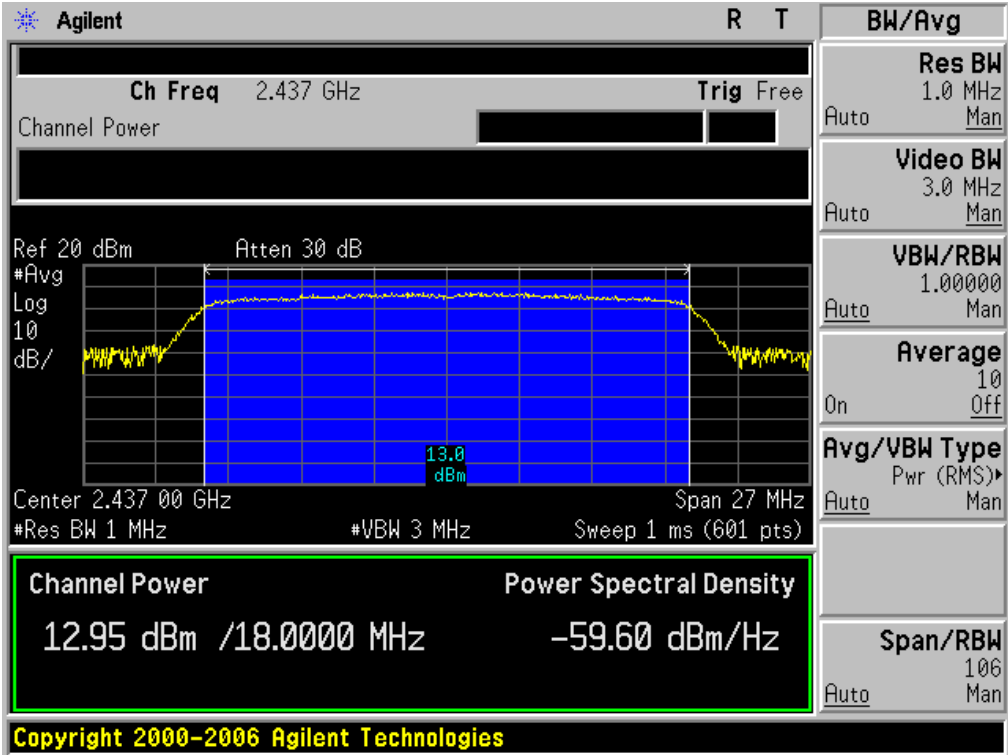 Agilent R T
Ch Freq 2.437 GHz Trig Free
Channel Power
Ref 20 dBm Atten 30 dB
#Avg
Log
10
dB/
13.0
dBm
Center 2.437 00 GHz Span 27 MHz
#Res BW 1 MHz #VBW 3 MHz Sweep 1 ms (601 pts)
Channel Power Power Spectral Density
12.95 dBm /18.0000 MHz -59.60 dBm/Hz
Copyright 2000-2006 Agilent Technologies
BW/Avg
Res BW
1.0 MHz
Auto Man
Video BW
3.0 MHz
Auto Man
VBW/RBW
1.00000
Auto Man
Average
10
On Off
Avg/VBW Type
Pwr (RMS)▸
Auto Man
Span/RBW
106
Auto Man